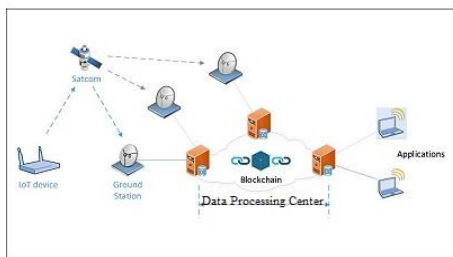 Satcom
IoT device
Ground
Station
Blockchain
Applications
Data Processing Center